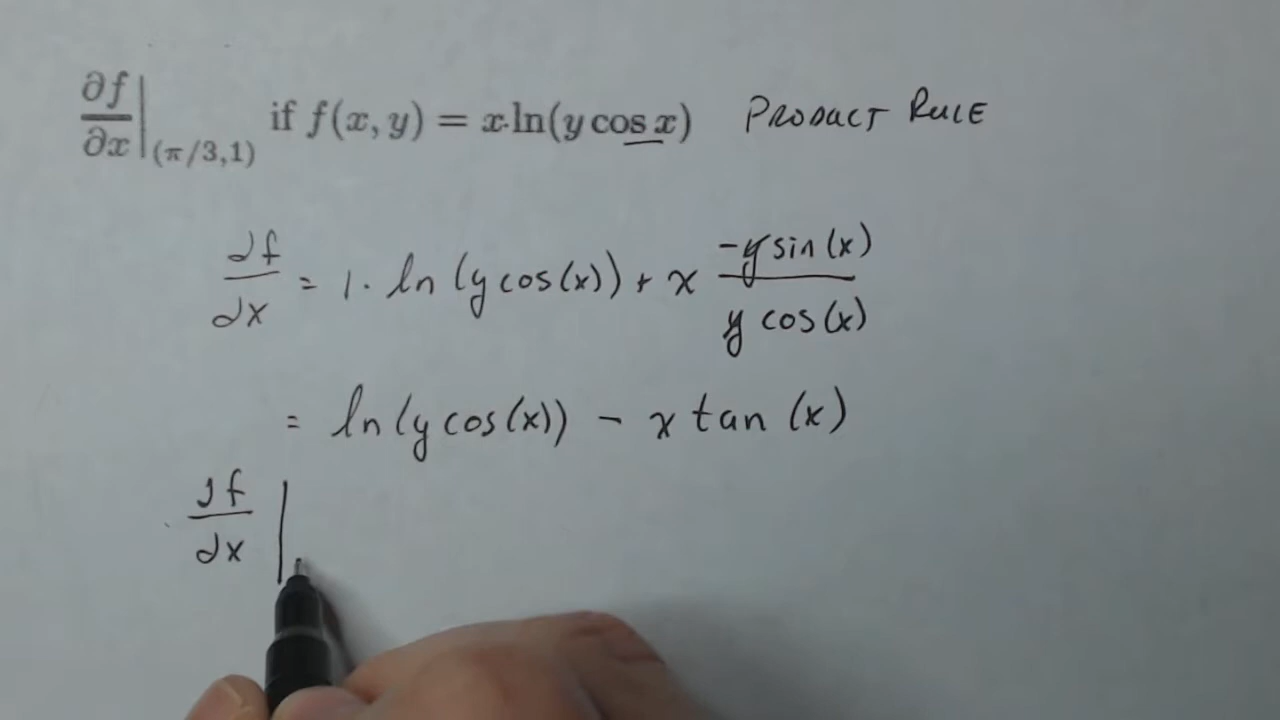 ∂f/∂x|(π/3,1) if f(x, y) = x·ln(y cos x) PRODUCT RULE
∂f/∂x = 1· ln(y cos(x)) + x -y sin(x)/y cos(x)
= ln(y cos(x)) - x tan(x)
∂f/∂x|